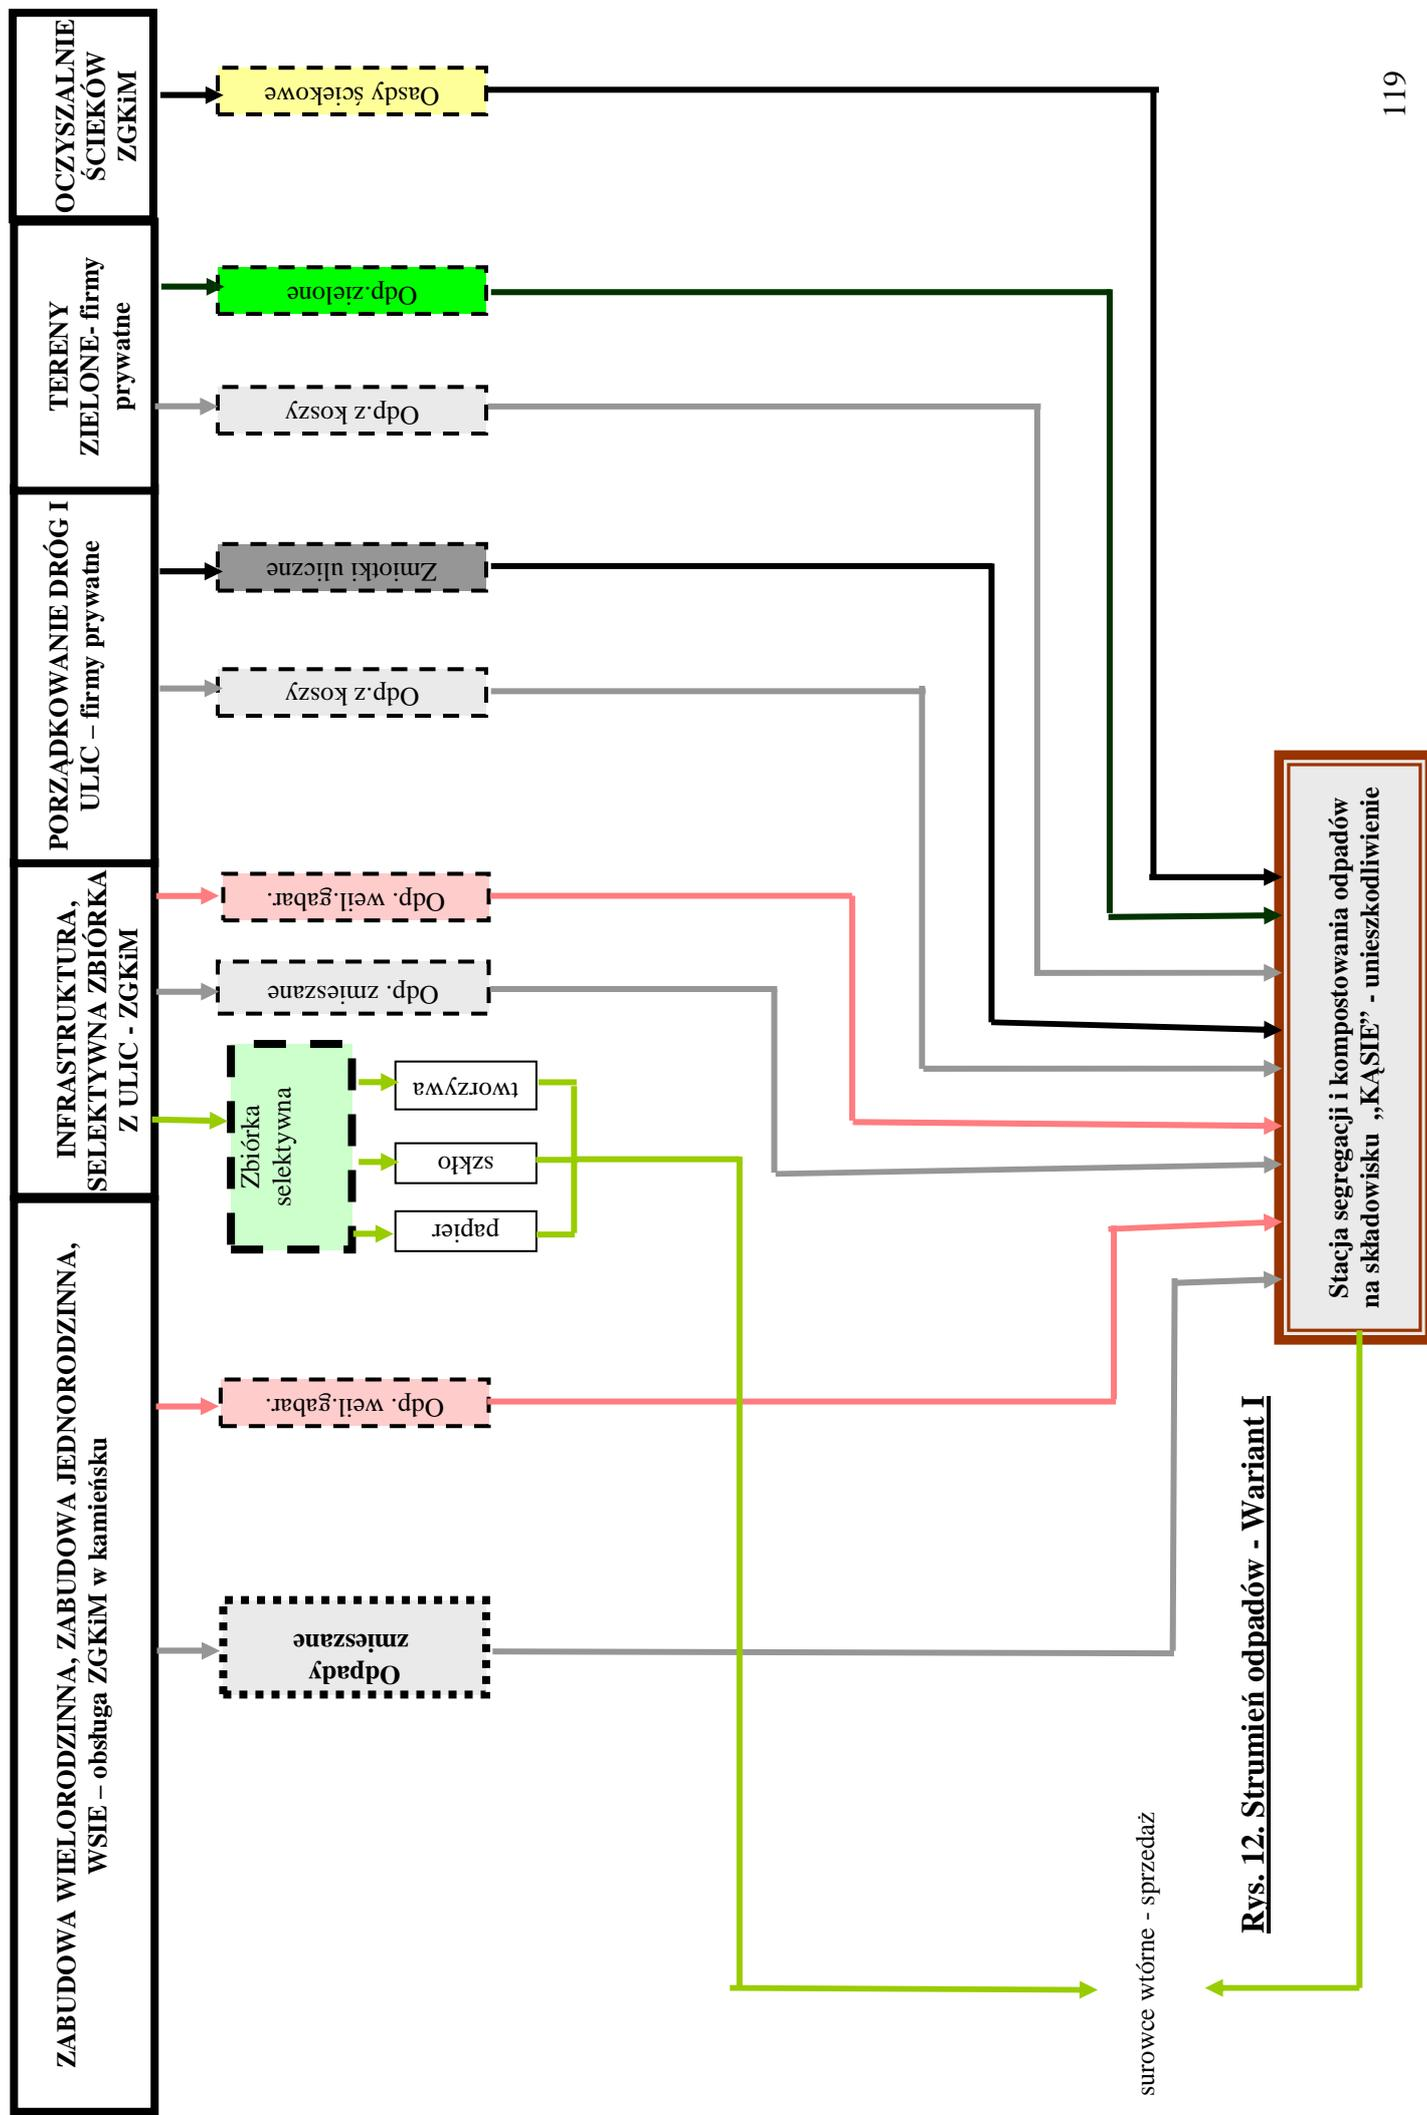 ZABUDOWA WIELORODZINNA, ZABUDOWA JEDNORODZINNA,
WSIE – obsługa ZGKiM w kamieńsku
INFRASTRUKTURA,
SELEKTYWNA ZBIÓRKA
Z ULIC - ZGKiM
PORZĄDKOWANIE DRÓG I
ULIC – firmy prywatne
TERENY
ZIELONE- firmy
prywatne
OCZYSZALNIE
ŚCIEKÓW
ZGKiM
Odpady
zmieszane
Odp. weil.gabar.
Zbiórka
selektywna
papier
szkło
tworzywa
Odp. zmieszane
Odp. weil.gabar.
Odp.z koszy
Zmiotki uliczne
Odp.z koszy
Odp.zielone
Oasdy ściekowe
surowce wtórne - sprzedaż
Stacja segregacji i kompostowania odpadów
na składowisku „KĄSIE” - unieszkodliwienie
Rys. 12. Strumień odpadów - Wariant I
119